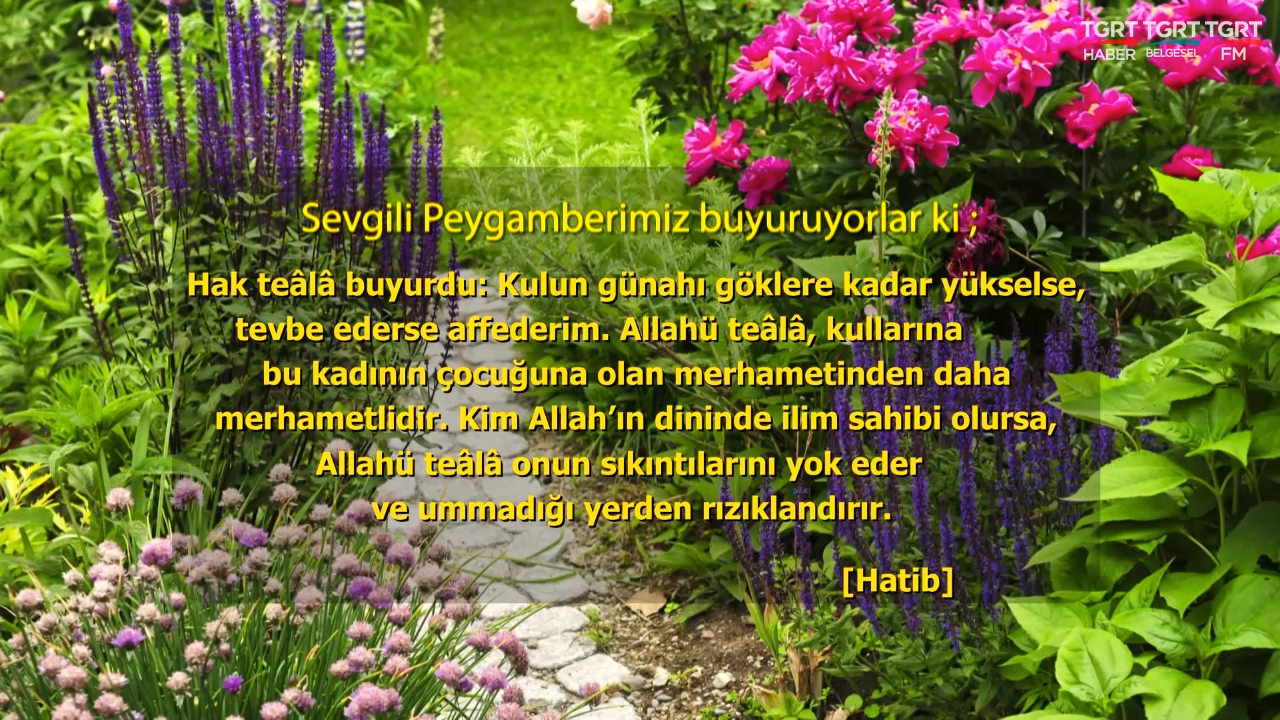 TGRT TGRT TGRT
HABER BELGESEL FM
Sevgili Peygamberimiz buyuruyorlar ki ;
Hak teâlâ buyurdu: Kulun günahı göklere kadar yükselse,
tevbe ederse affederim. Allahü teâlâ, kullarına
bu kadının çocuğuna olan merhametinden daha
merhametlidir. Kim Allah’ın dininde ilim sahibi olursa,
Allahü teâlâ onun sıkıntılarını yok eder
ve ummadığı yerden rızıklandırır.
[Hatib]